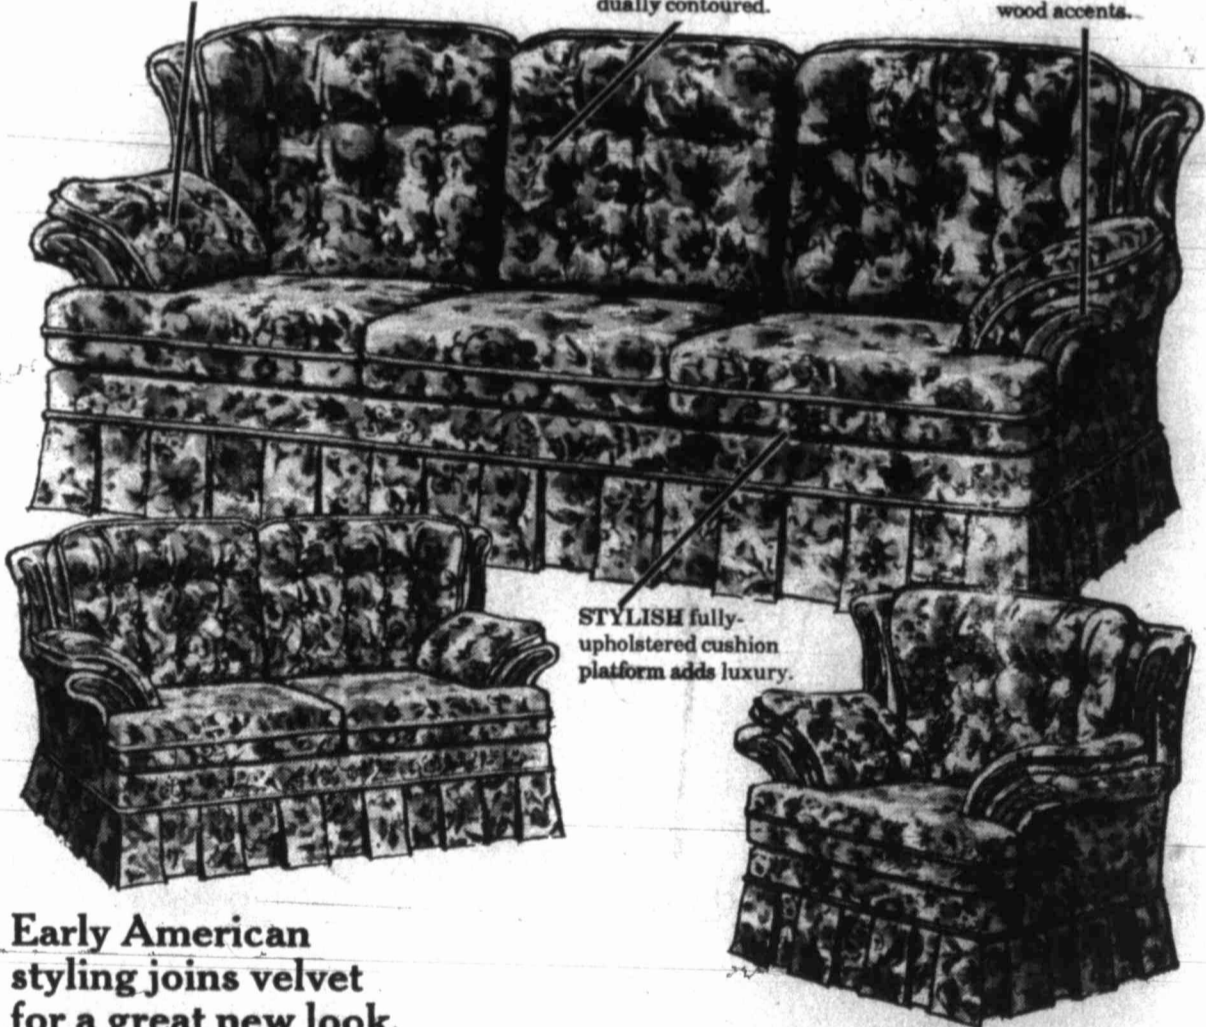 dually contoured.
wood accents.
STYLISH fully-
upholstered cushion
platform adds luxury.
Early American
styling joins velvet
for a great new look.